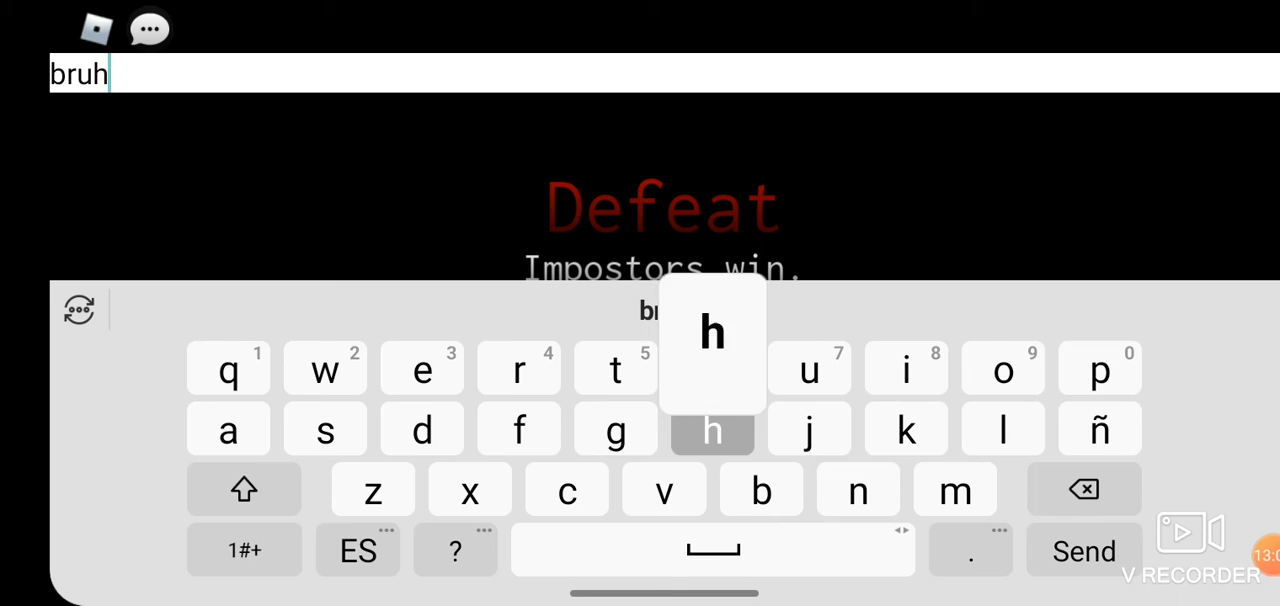 bruh
Defeat
Impostors win.
h
q 1 w 2 e 3 r 4 t 5 u 7 i 8 o 9 p 0
a s d f g h j k l ñ
z x c v b n m
1#+ ES ? . Send
V RECORDER